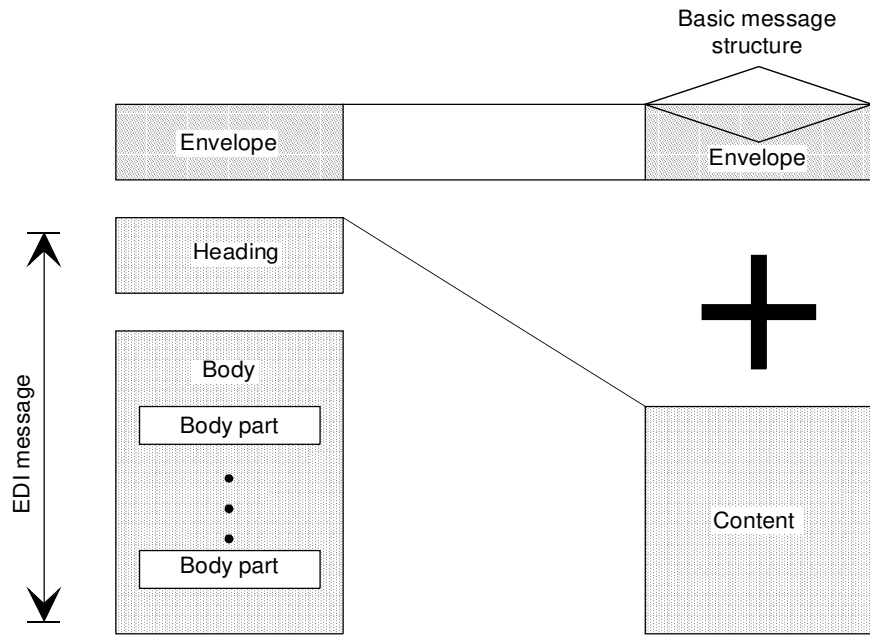 Basic message
structure
Envelope
Envelope
Heading
EDI message
Body
Body part
Body part
Content